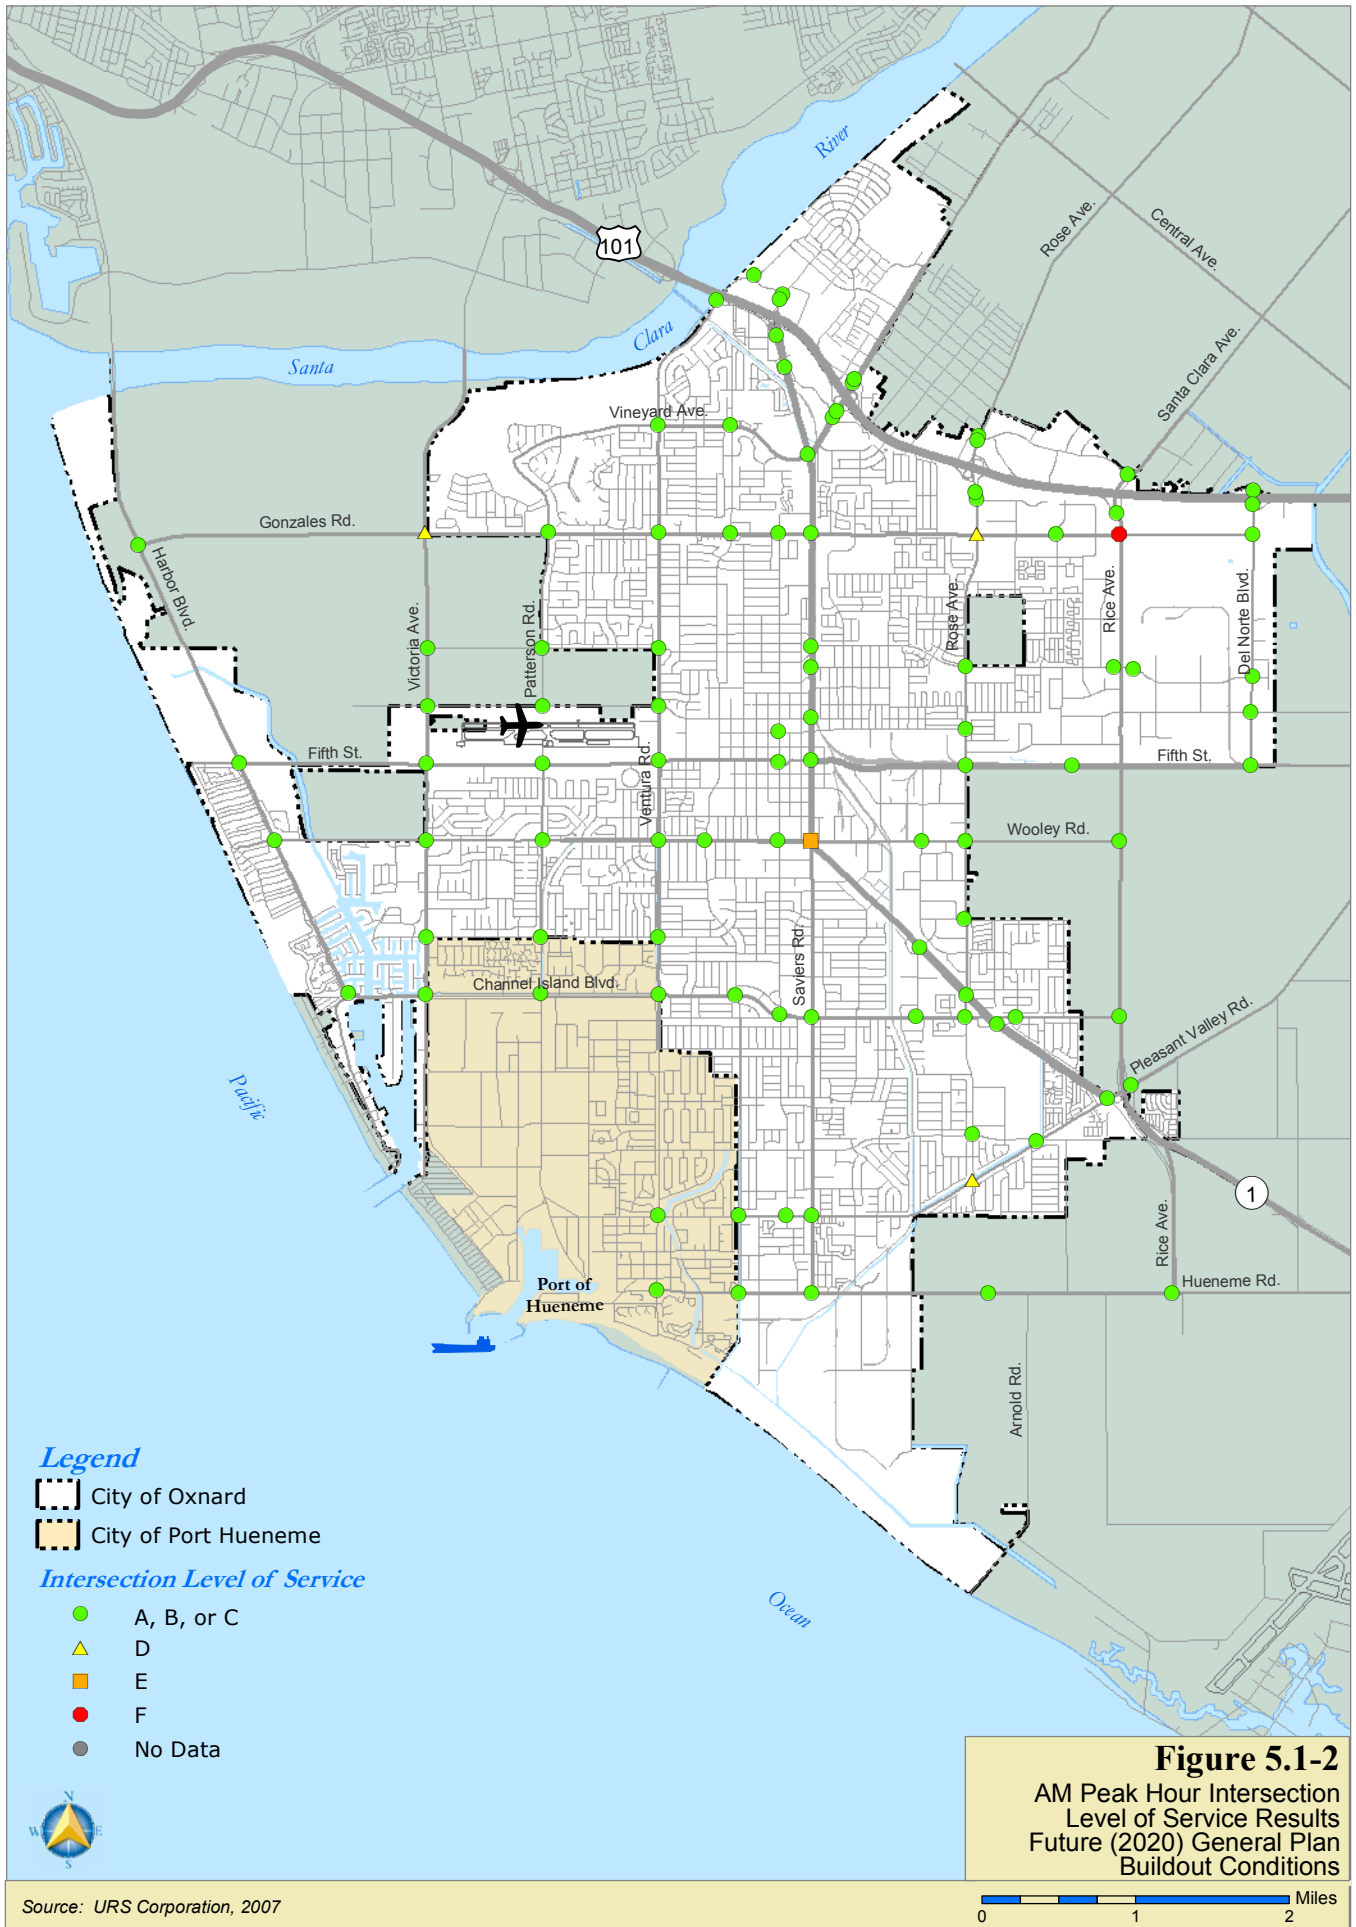 River
Rose Ave.
Central Ave.
101
Clara
Santa
Santa Clara Ave.
Vineyard Ave.
Gonzales Rd.
Harbor Blvd.
Victoria Ave.
Patterson Rd.
Rose Ave.
Rice Ave.
Del Norte Blvd.
Ventura Rd.
Fifth St.
Fifth St.
Wooley Rd.
Saviers Rd.
Channel Island Blvd.
Pleasant Valley Rd.
Pacific
1
Rice Ave.
Port of
Hueneme
Hueneme Rd.
Arnold Rd.
Ocean
Legend
City of Oxnard
City of Port Hueneme
Intersection Level of Service
A, B, or C
D
E
F
No Data
N
W
E
S
Figure 5.1-2
AM Peak Hour Intersection
Level of Service Results
Future (2020) General Plan
Buildout Conditions
Source: URS Corporation, 2007
Miles
0 1 2